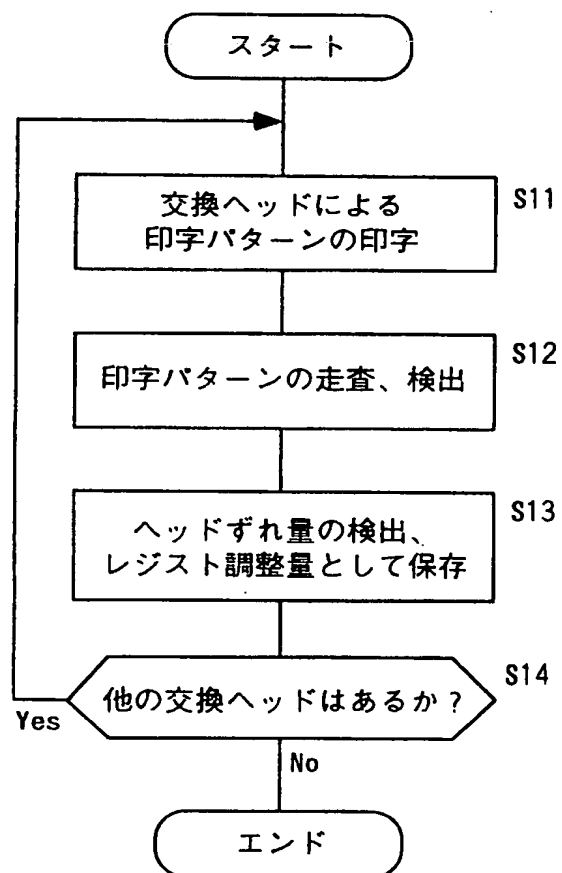 スタート
交換ヘッドによる
印字パターンの印字
S11
印字パターンの走査、検出
S12
ヘッドずれ量の検出、
レジスト調整量として保存
S13
他の交換ヘッドはあるか?
S14
Yes
No
エンド